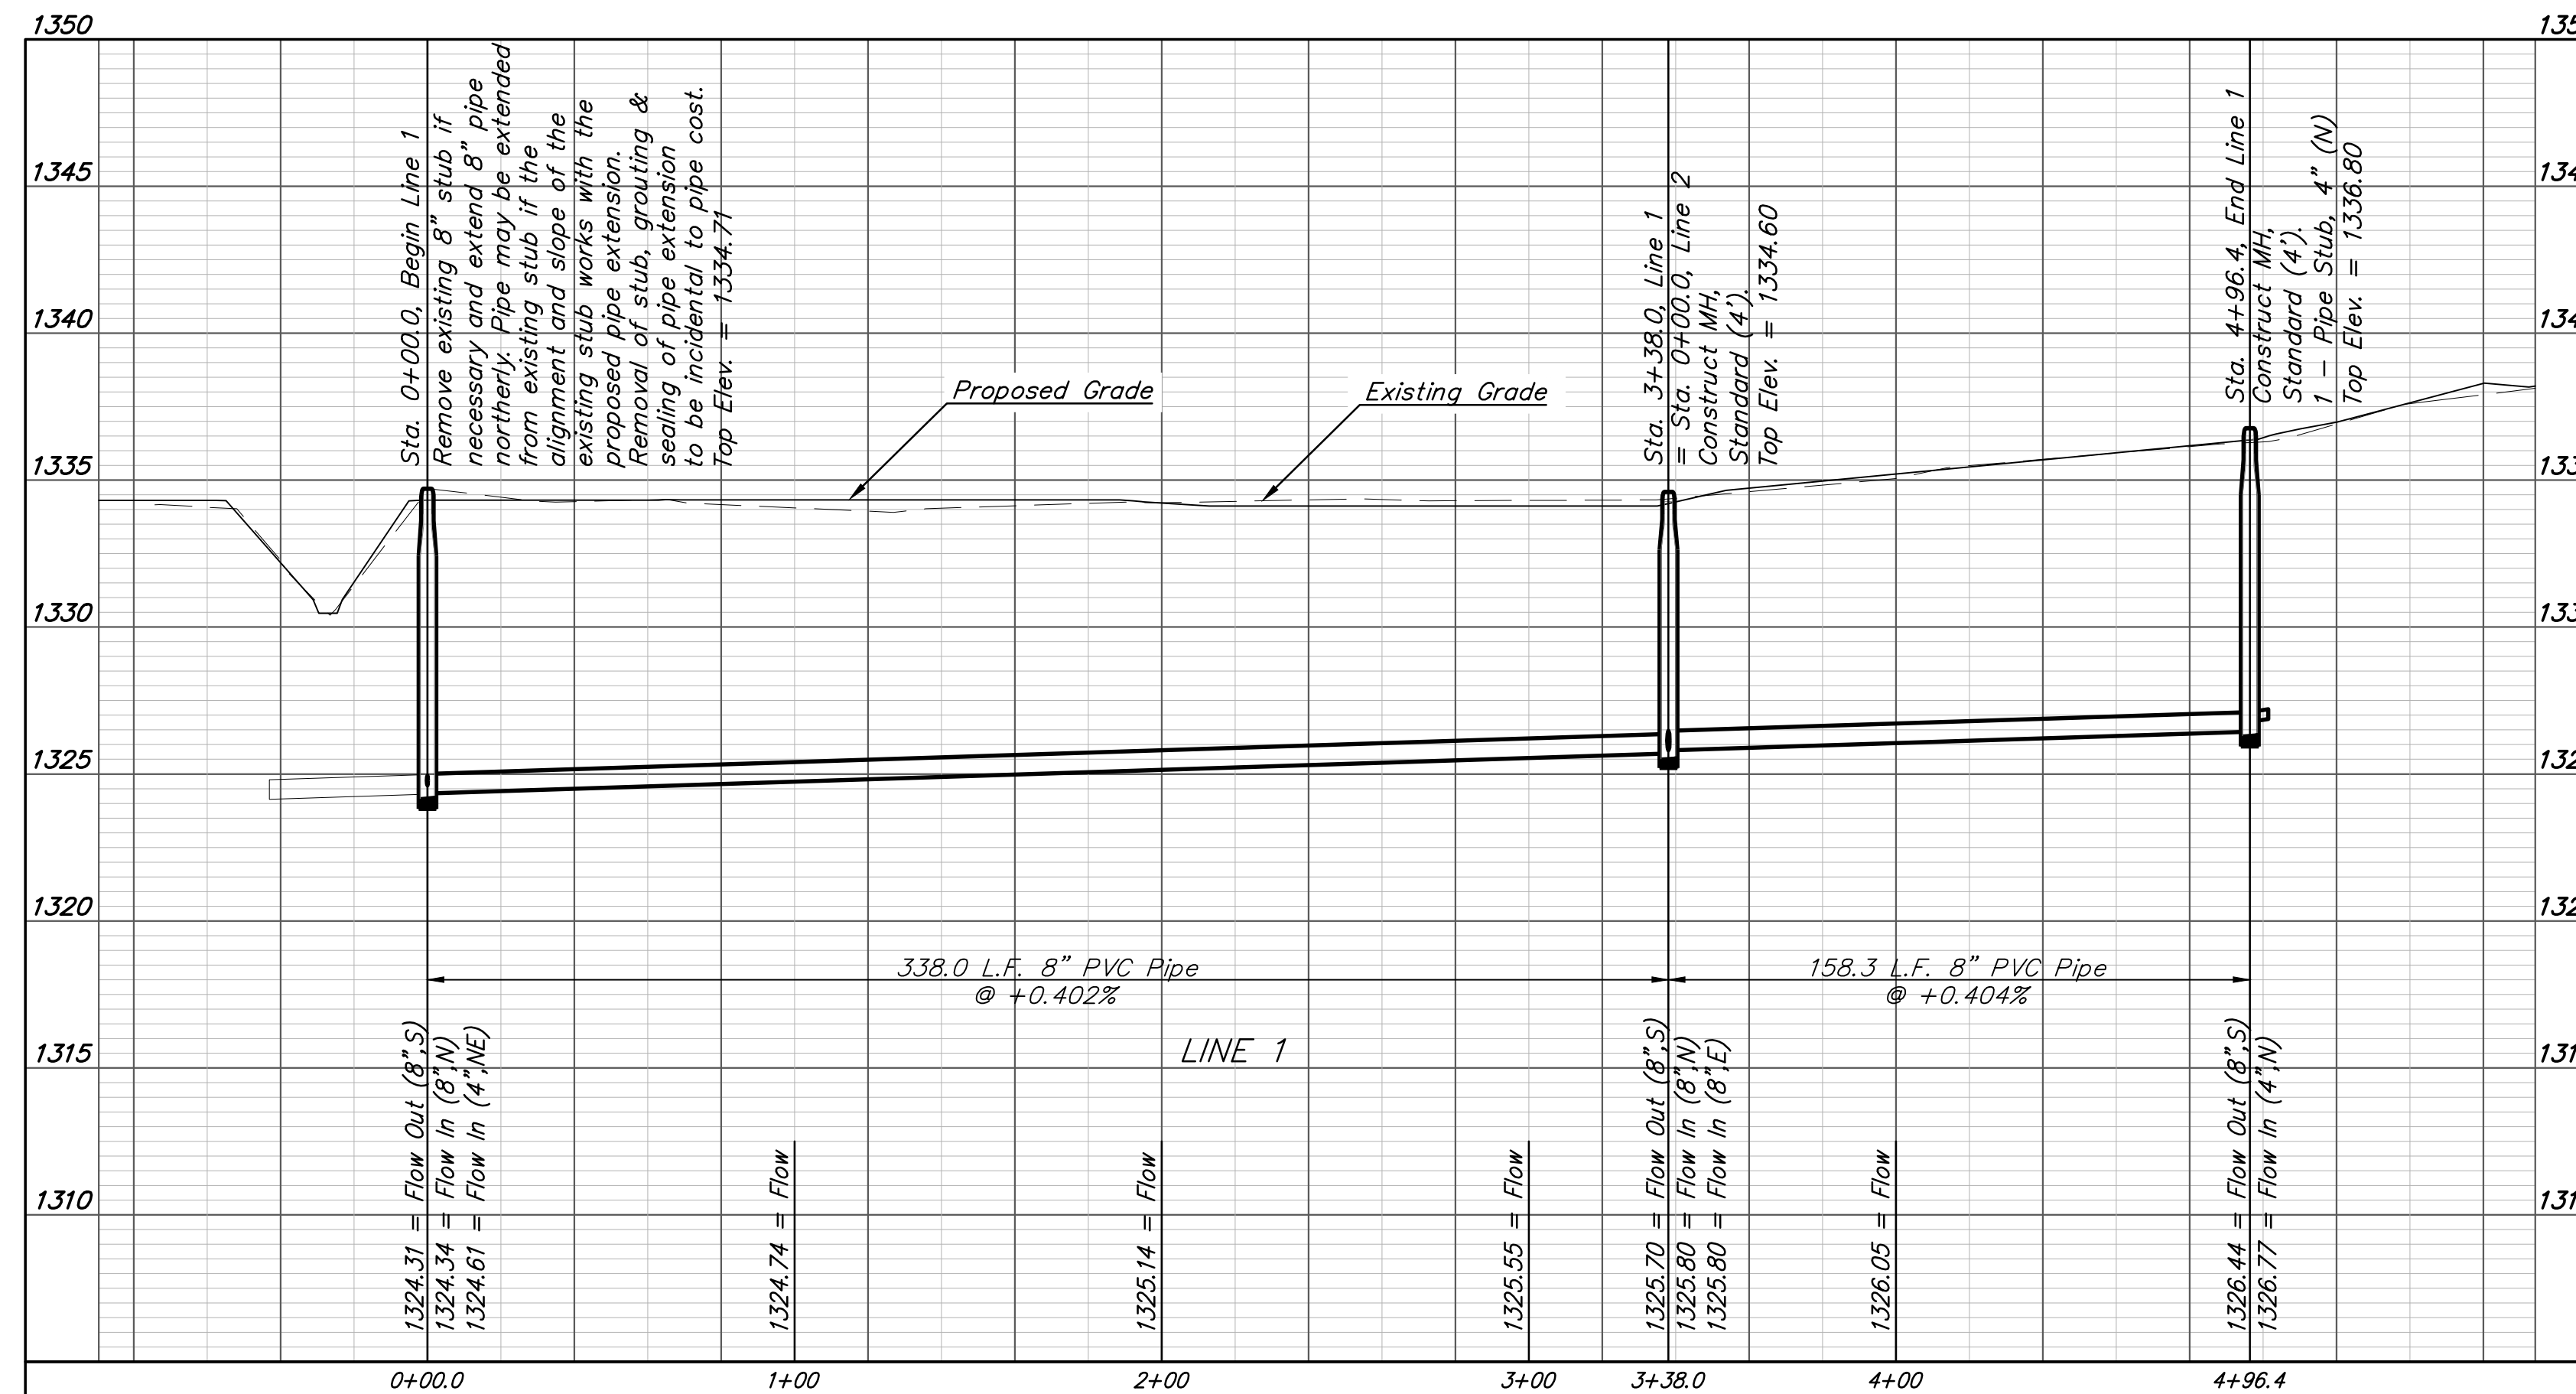 1350
1345
1340
1335
1330
1325
1320
1315
1310
Sta. 0+00.0, Begin Line 1
Remove existing 8" stub if
necessary and extend 8" pipe
northerly. Pipe may be extended
from existing stub if the
alignment and slope of the
existing stub works with the
proposed pipe extension.
Removal of stub, grouting &
sealing of pipe extension
to be incidental to pipe cost.
Top Elev. = 1334.71
Proposed Grade
Existing Grade
Sta. 3+38.0, Line 1
= Sta. 0+00.0, Line 2
Construct MH,
Standard (4').
Top Elev. = 1334.60
Sta. 4+96.4, End Line 1
Construct MH,
Standard (4').
1 - Pipe Stub, 4" (N)
Top Elev. = 1336.80
338.0 L.F. 8" PVC Pipe
@ +0.402%
158.3 L.F. 8" PVC Pipe
@ +0.404%
LINE 1
1324.31 = Flow Out (8",S)
1324.34 = Flow In (8",N)
1324.61 = Flow In (4",NE)
1324.74 = Flow
1325.14 = Flow
1325.55 = Flow
1325.70 = Flow Out (8",S)
1325.80 = Flow In (8",N)
1325.80 = Flow In (8",E)
1326.05 = Flow
1326.44 = Flow Out (8",S)
1326.77 = Flow In (4",N)
0+00.0
1+00
2+00
3+00
3+38.0
4+00
4+96.4
135
134
134
133
133
132
132
131
131